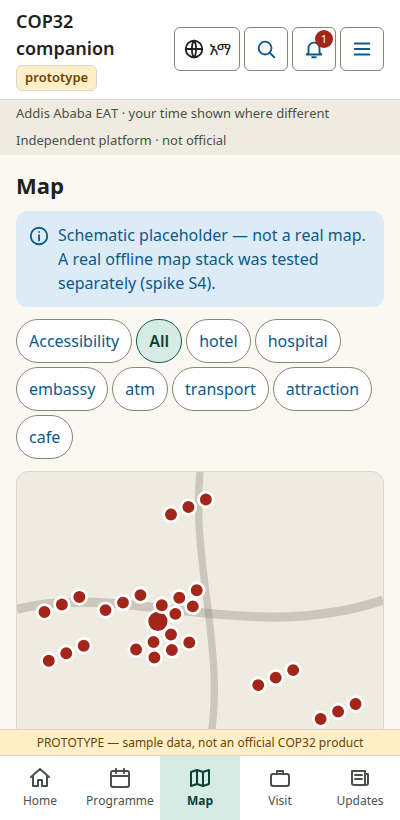 COP32
companion
prototype
አማ
1
Addis Ababa EAT · your time shown where different
Independent platform · not official
Map
Schematic placeholder — not a real map.
A real offline map stack was tested
separately (spike S4).
Accessibility All hotel hospital
embassy atm transport attraction
cafe
PROTOTYPE — sample data, not an official COP32 product
Home Programme Map Visit Updates